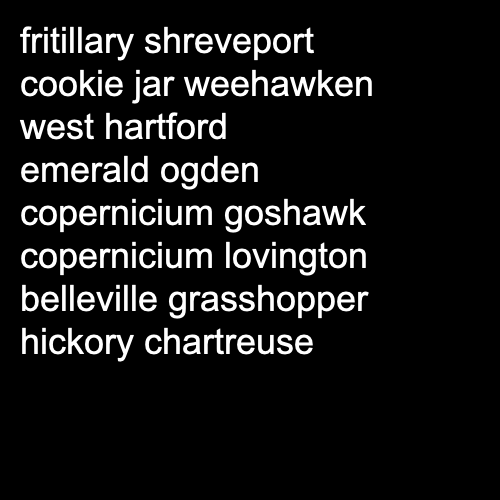 fritillary shreveport
cookie jar weehawken
west hartford
emerald ogden
copernicium goshawk
copernicium lovington
belleville grasshopper
hickory chartreuse